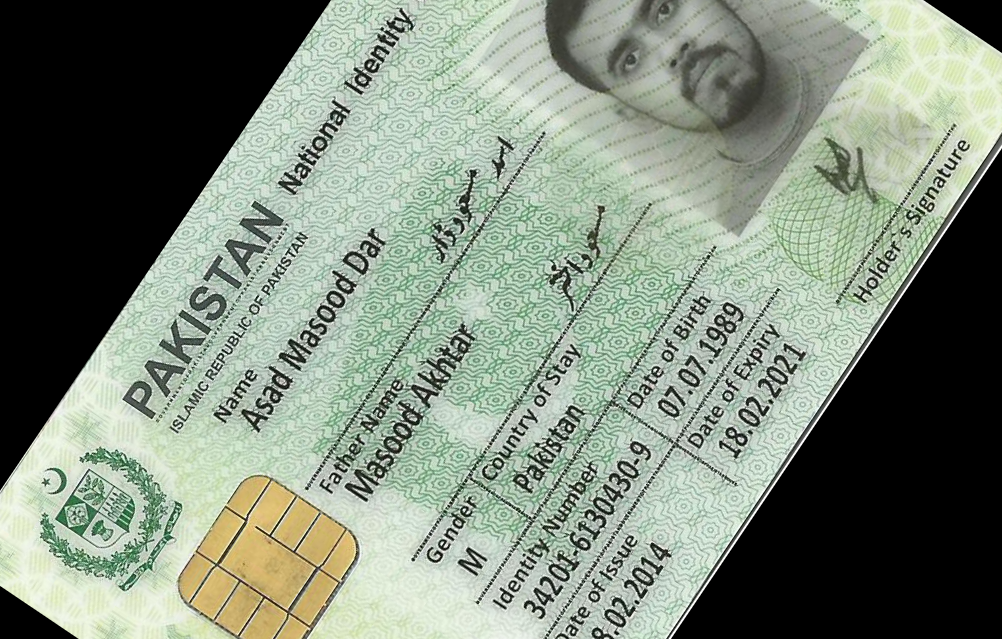 PAKISTAN National Identity
ISLAMIC REPUBLIC OF PAKISTAN
Name
Asad Masood Dar
اسد مسعود ڈار
Father Name
Masood Akhtar
مسعود اختر
Gender Country of Stay
M Pakistan
Identity Number Date of Birth
34201-6130430-9 07.07.1989
Date of Issue Date of Expiry
8.02.2014 18.02.2021
Holder's Signature